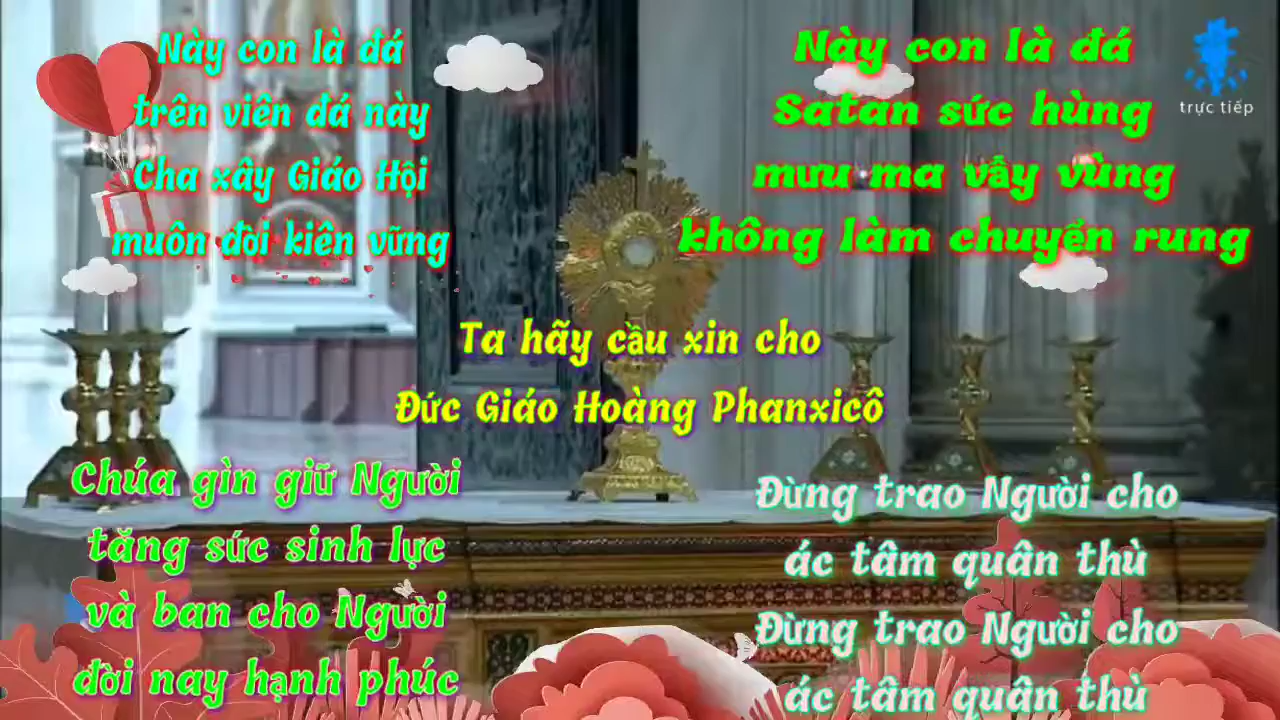 Này con là đá
trên viên đá này
Cha xây Giáo Hội
muôn đời kiên vững
Này con là đá
Satan sức hùng
mưu ma vẫy vùng
không làm chuyển rung
trực tiếp
Ta hãy cầu xin cho
Đức Giáo Hoàng Phanxicô
Chúa gìn giữ Người
tăng sức sinh lực
và ban cho Người
đời nay hạnh phúc
Đừng trao Người cho
ác tâm quân thù
Đừng trao Người cho
ác tâm quân thù